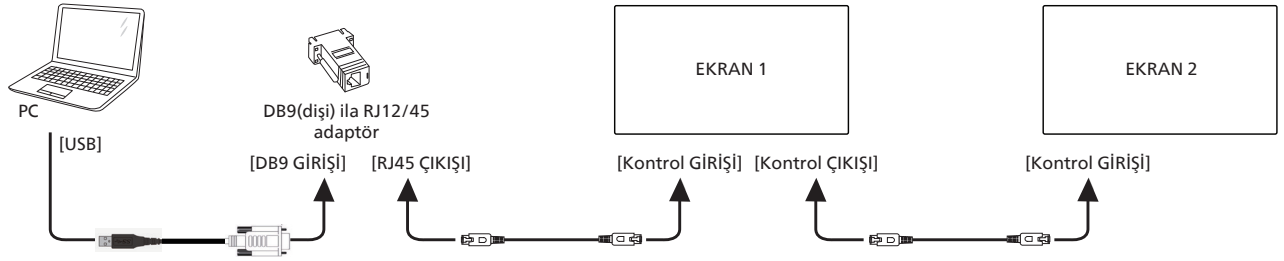 EKRAN 1
EKRAN 2
PC
DB9(dişi) ila RJ12/45
adaptör
[USB]
[DB9 GİRİŞİ] [RJ45 ÇIKIŞI] [Kontrol GİRİŞİ] [Kontrol ÇIKIŞI] [Kontrol GİRİŞİ]